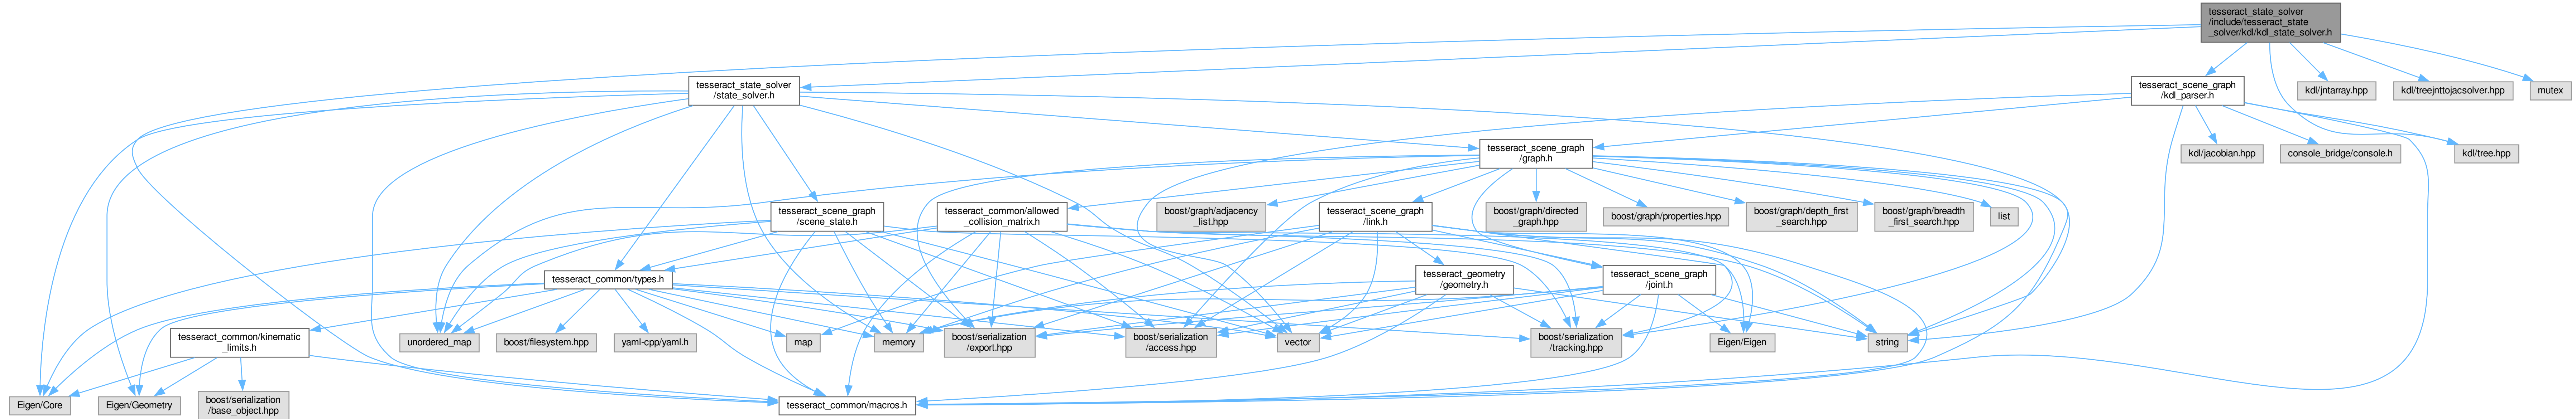 tesseract_state_solver
/include/tesseract_state
_solver/kdl/kdl_state_solver.h
tesseract_state_solver
/state_solver.h
tesseract_scene_graph
/kdl_parser.h
kdl/jntarray.hpp
kdl/treejnttojacsolver.hpp
mutex
tesseract_scene_graph
/graph.h
kdl/jacobian.hpp
console_bridge/console.h
kdl/tree.hpp
tesseract_scene_graph
/scene_state.h
tesseract_common/allowed
_collision_matrix.h
boost/graph/adjacency
_list.hpp
tesseract_scene_graph
/link.h
boost/graph/directed
_graph.hpp
boost/graph/properties.hpp
boost/graph/depth_first
_search.hpp
boost/graph/breadth
_first_search.hpp
list
tesseract_common/types.h
tesseract_geometry
/geometry.h
tesseract_scene_graph
/joint.h
tesseract_common/kinematic
_limits.h
unordered_map
boost/filesystem.hpp
yaml-cpp/yaml.h
map
memory
boost/serialization
/export.hpp
boost/serialization
/access.hpp
vector
boost/serialization
/tracking.hpp
Eigen/Eigen
string
Eigen/Core
Eigen/Geometry
boost/serialization
/base_object.hpp
tesseract_common/macros.h